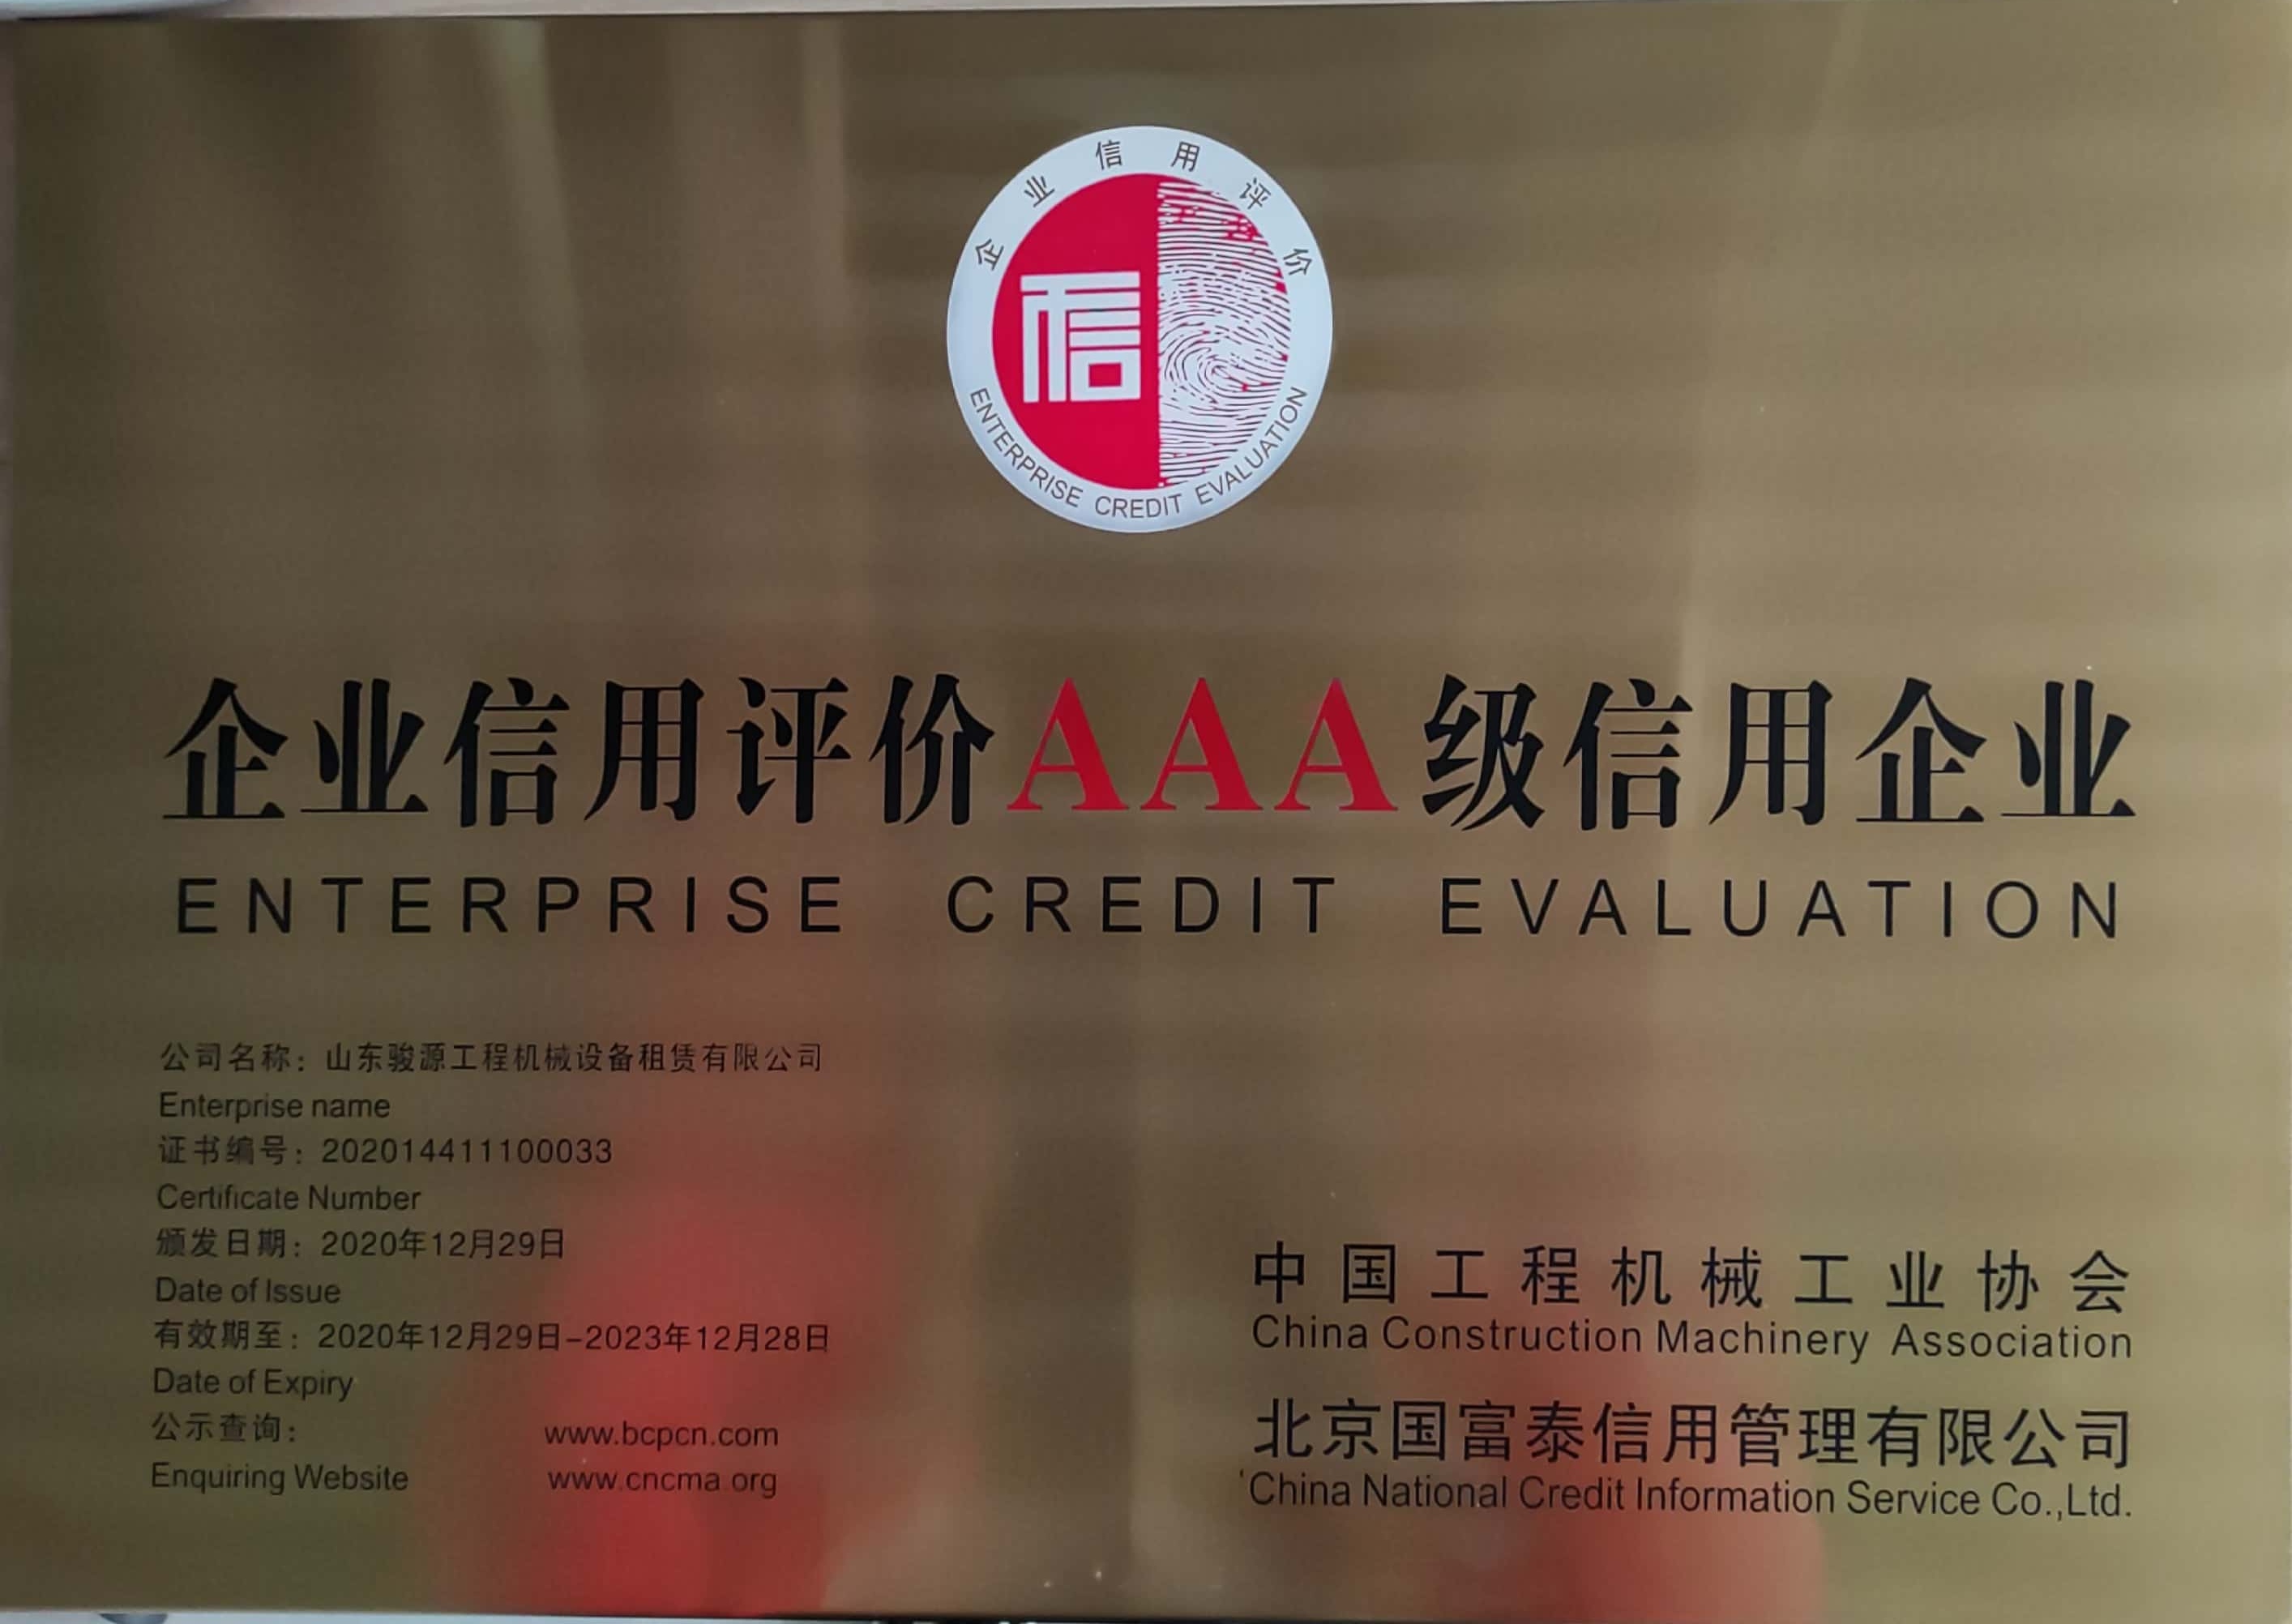 企业信用评价
信
ENTERPRISE CREDIT EVALUATION
企业信用评价AAA级信用企业
ENTERPRISE CREDIT EVALUATION
公司名称：山东骏源工程机械设备租赁有限公司
Enterprise name
证书编号：202014411100033
Certificate Number
颁发日期：2020年12月29日
Date of Issue
有效期至：2020年12月29日-2023年12月28日
Date of Expiry
公示查询： www.bcpcn.com
Enquiring Website www.cncma.org
中国工程机械工业协会
China Construction Machinery Association
北京国富泰信用管理有限公司
China National Credit Information Service Co.,Ltd.